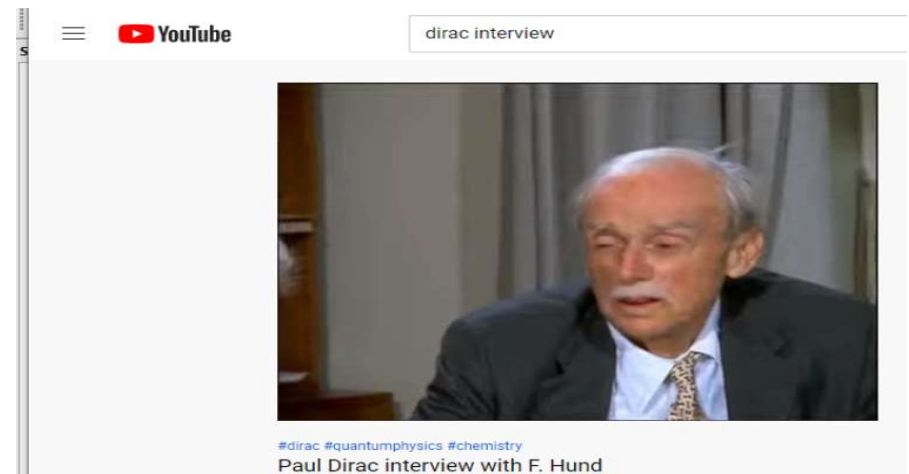 YouTube
dirac interview
s
#dirac #quantumphysics #chemistry
Paul Dirac interview with F. Hund